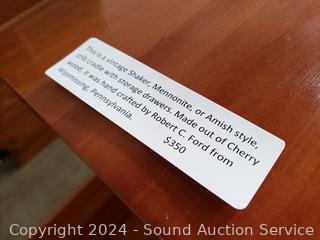 This is a vintage Shaker, Mennonite, or Amish style,
crib cradle with storage drawers. Made out of Cherry
wood, it was hand crafted by Robert C. Ford from
Wyomissing, Pennsylvania.
$350
Copyright 2024 - Sound Auction Service